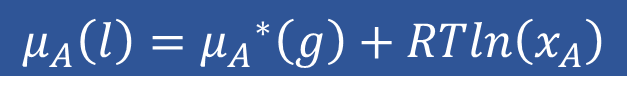 μ_A(l) = μ_A*(g) + RTln(x_A)